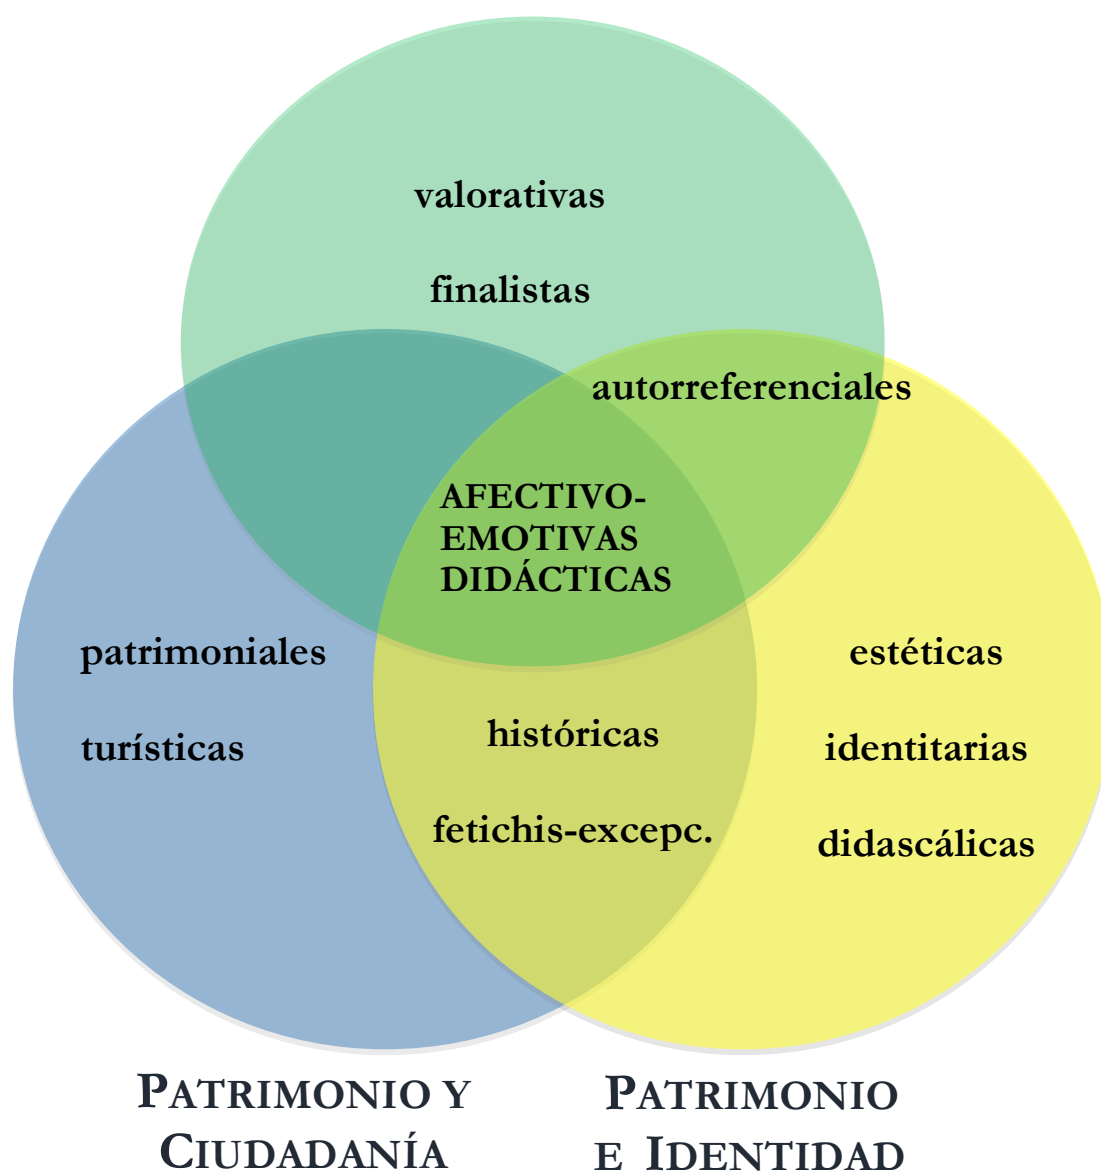 valorativas
finalistas
autorreferenciales
AFECTIVO-
EMOTIVAS
DIDÁCTICAS
patrimoniales
turísticas
históricas
fetichis-excepc.
estéticas
identitarias
didascálicas
PATRIMONIO Y
CIUDADANÍA
PATRIMONIO
E IDENTIDAD